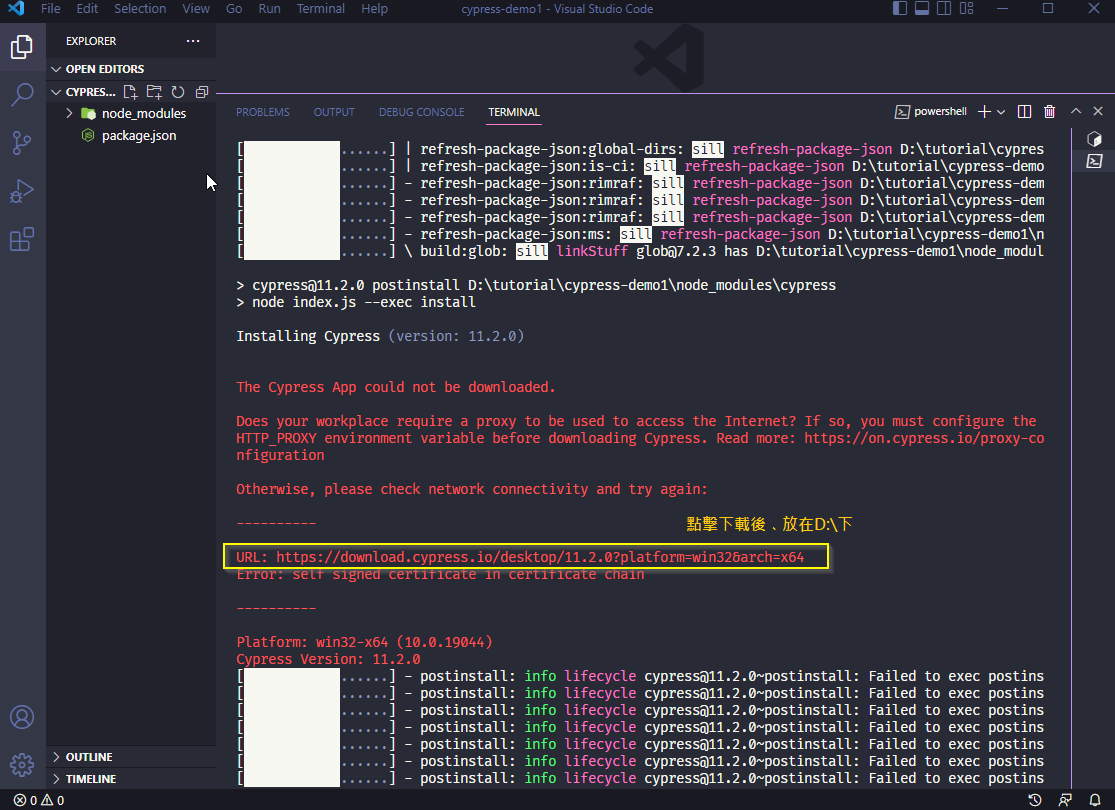 File Edit Selection View Go Run Terminal Help cypress-demo1 - Visual Studio Code
EXPLORER
OPEN EDITORS
CYPRES...
node_modules
package.json
PROBLEMS OUTPUT DEBUG CONSOLE TERMINAL
powershell
[ ......] | refresh-package-json:global-dirs: sill refresh-package-json D:\tutorial\cypres
[ ......] | refresh-package-json:is-ci: sill refresh-package-json D:\tutorial\cypress-demo
[ ......] - refresh-package-json:rimraf: sill refresh-package-json D:\tutorial\cypress-dem
[ ......] - refresh-package-json:rimraf: sill refresh-package-json D:\tutorial\cypress-dem
[ ......] - refresh-package-json:rimraf: sill refresh-package-json D:\tutorial\cypress-dem
[ ......] - refresh-package-json:ms: sill refresh-package-json D:\tutorial\cypress-demo1\n
[ ......] \ build:glob: sill linkStuff glob@7.2.3 has D:\tutorial\cypress-demo1\node_modul
> cypress@11.2.0 postinstall D:\tutorial\cypress-demo1\node_modules\cypress
> node index.js --exec install
Installing Cypress (version: 11.2.0)
The Cypress App could not be downloaded.
Does your workplace require a proxy to be used to access the Internet? If so, you must configure the
HTTP_PROXY environment variable before downloading Cypress. Read more: https://on.cypress.io/proxy-co
nfiguration
Otherwise, please check network connectivity and try again:
----------
點擊下載後﹑放在D:\下
URL: https://download.cypress.io/desktop/11.2.0?platform=win32&arch=x64
Error: self signed certificate in certificate chain
----------
Platform: win32-x64 (10.0.19044)
Cypress Version: 11.2.0
[ ......] - postinstall: info lifecycle cypress@11.2.0~postinstall: Failed to exec postins
[ ......] - postinstall: info lifecycle cypress@11.2.0~postinstall: Failed to exec postins
[ ......] - postinstall: info lifecycle cypress@11.2.0~postinstall: Failed to exec postins
[ ......] - postinstall: info lifecycle cypress@11.2.0~postinstall: Failed to exec postins
[ ......] - postinstall: info lifecycle cypress@11.2.0~postinstall: Failed to exec postins
[ ......] - postinstall: info lifecycle cypress@11.2.0~postinstall: Failed to exec postins
[ ......] - postinstall: info lifecycle cypress@11.2.0~postinstall: Failed to exec postins
OUTLINE
TIMELINE
0 0